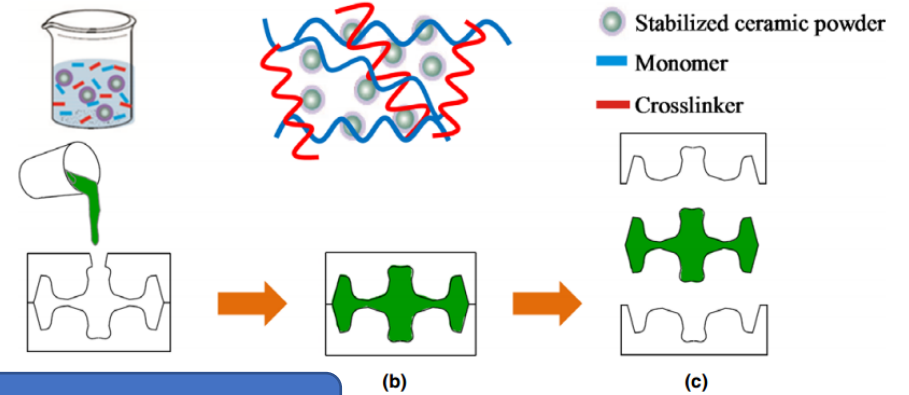 Stabilized ceramic powder
Monomer
Crosslinker
(b)
(c)